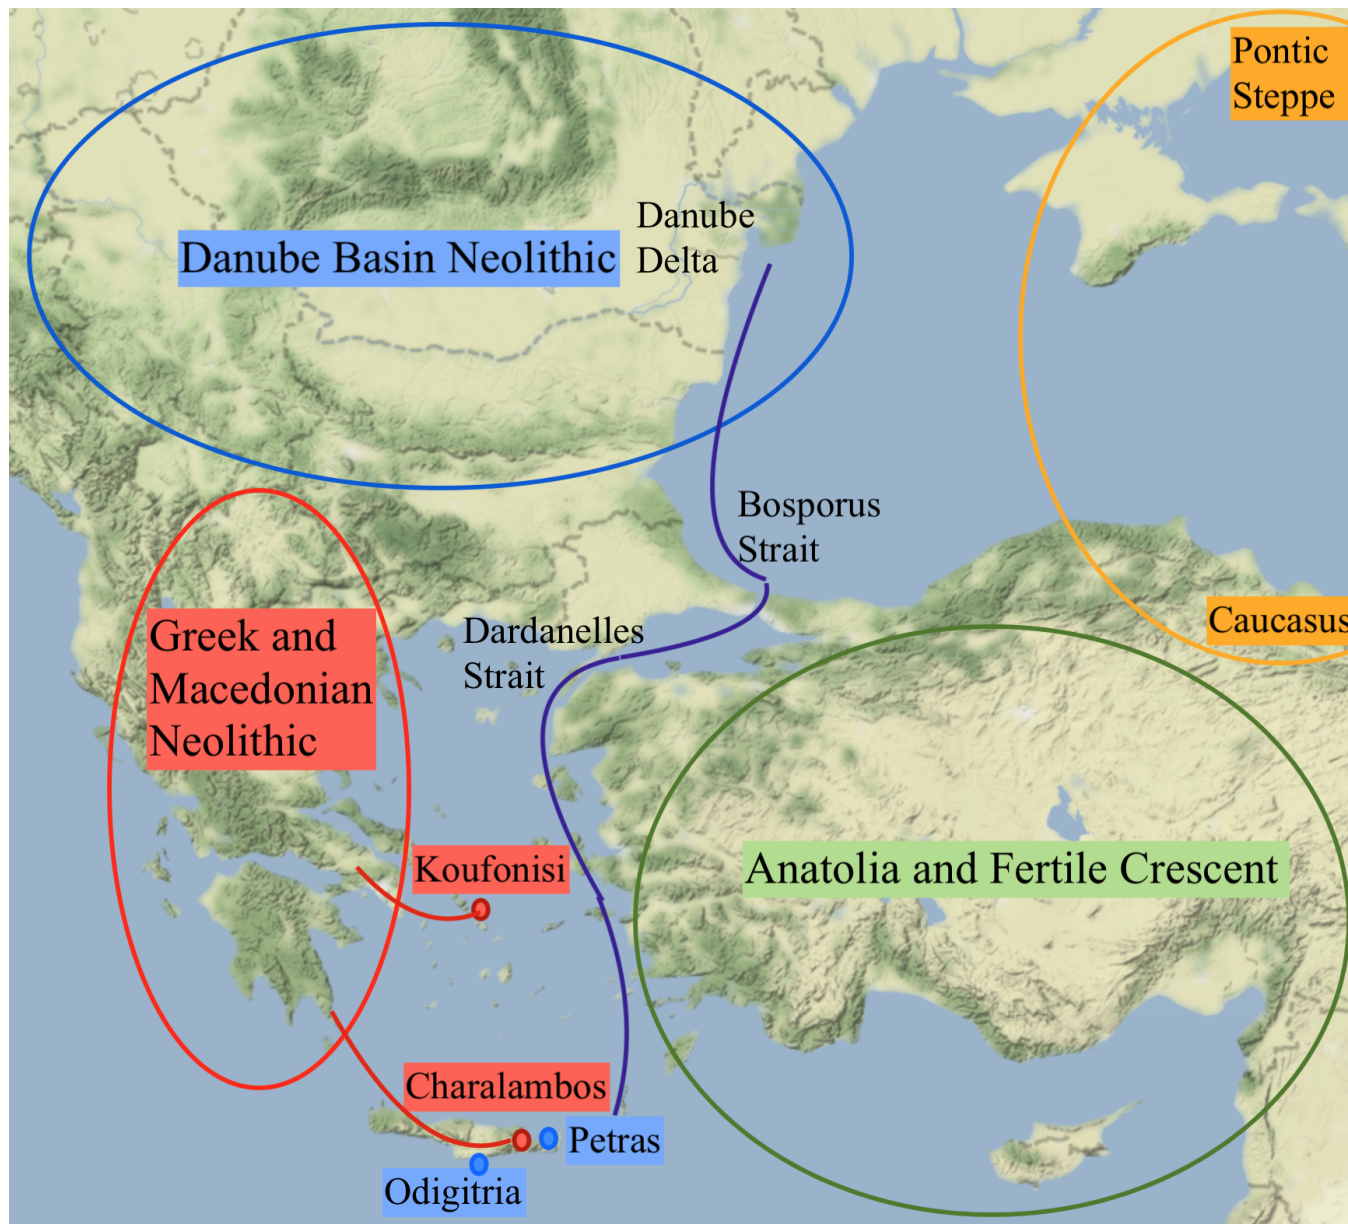 Pontic
Steppe
Danube
Delta
Danube Basin Neolithic
Bosporus
Strait
Greek and
Macedonian
Neolithic
Dardanelles
Strait
Caucasus
Koufonisi
Anatolia and Fertile Crescent
Charalambos
Petras
Odigitria